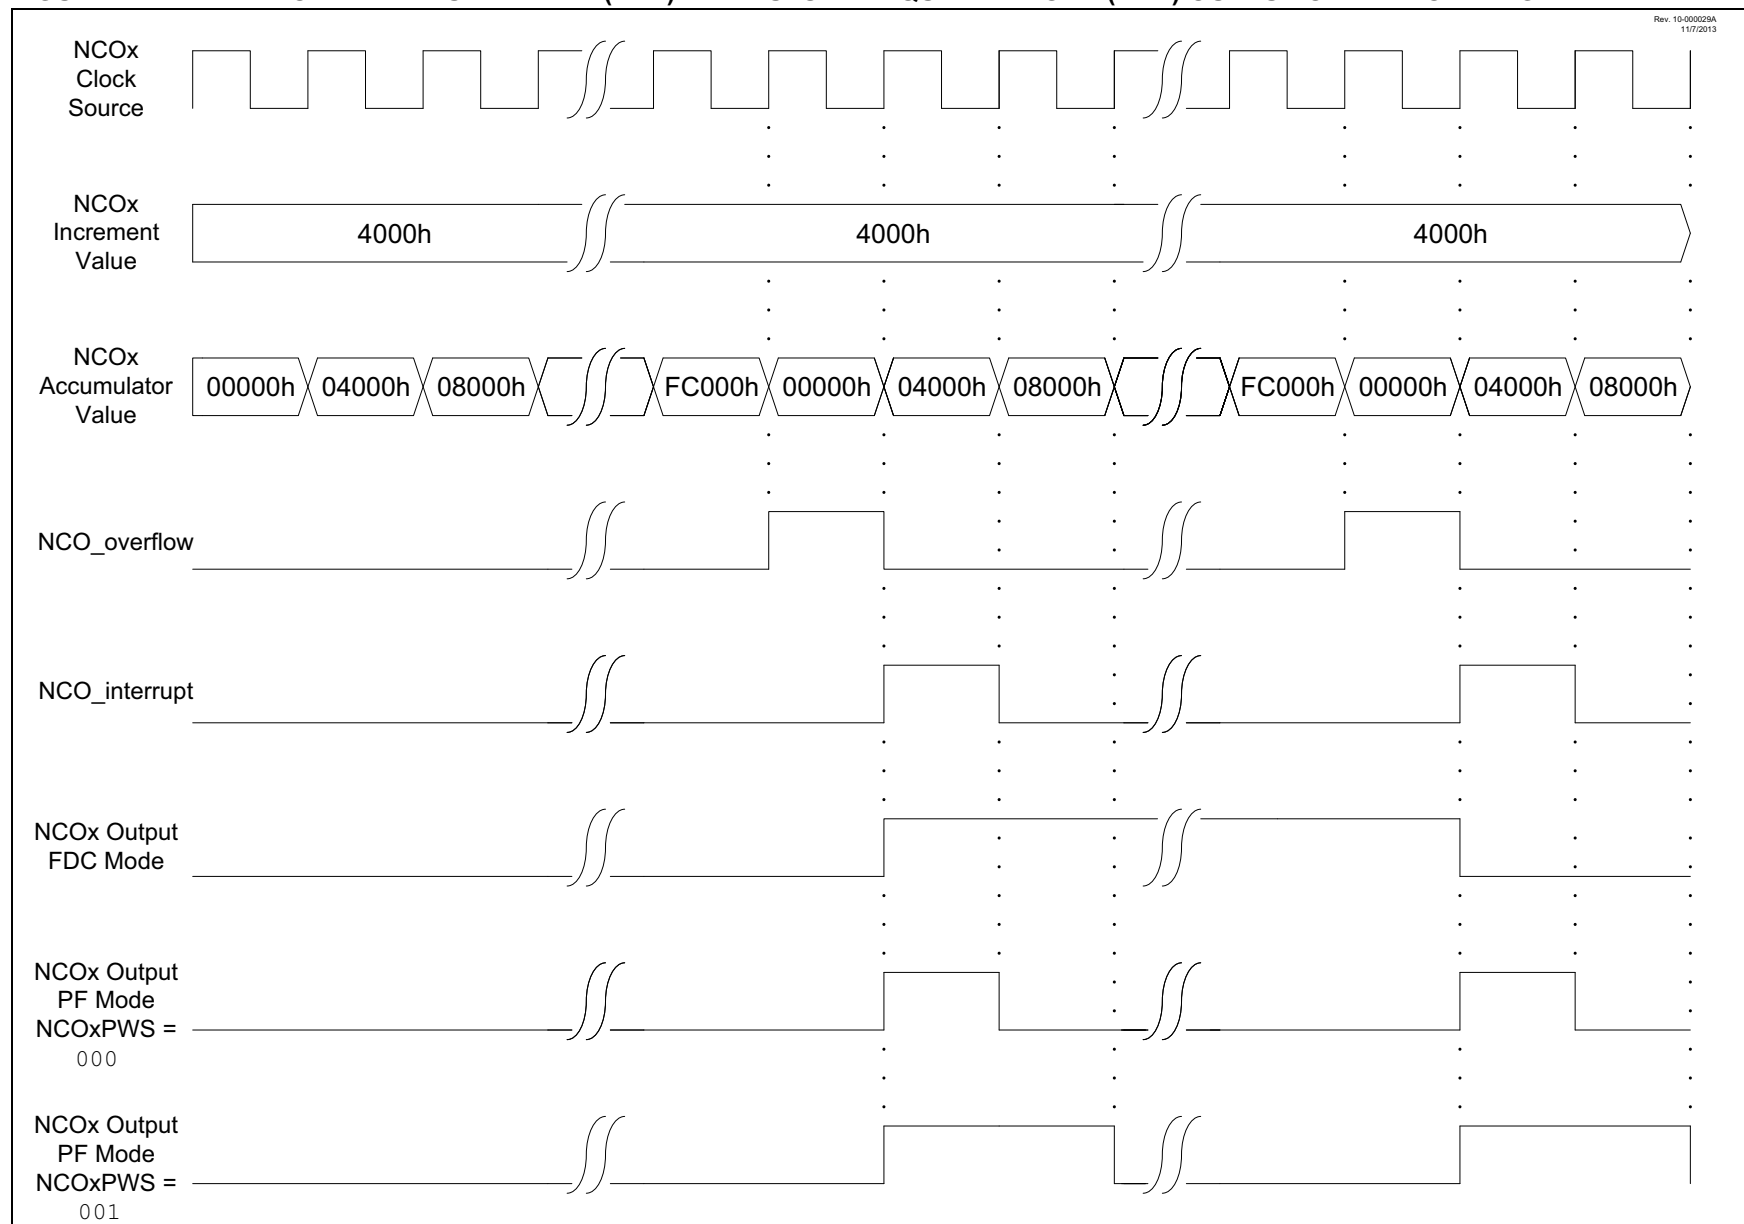 Rev. 10-000029A
11/7/2013
NCOx
Clock
Source
NCOx
Increment
Value
4000h
4000h
4000h
NCOx
Accumulator
Value
00000h
04000h
08000h
FC000h
00000h
04000h
08000h
FC000h
00000h
04000h
08000h
NCO_overflow
NCO_interrupt
NCOx Output
FDC Mode
NCOx Output
PF Mode
NCOxPWS =
000
NCOx Output
PF Mode
NCOxPWS =
001